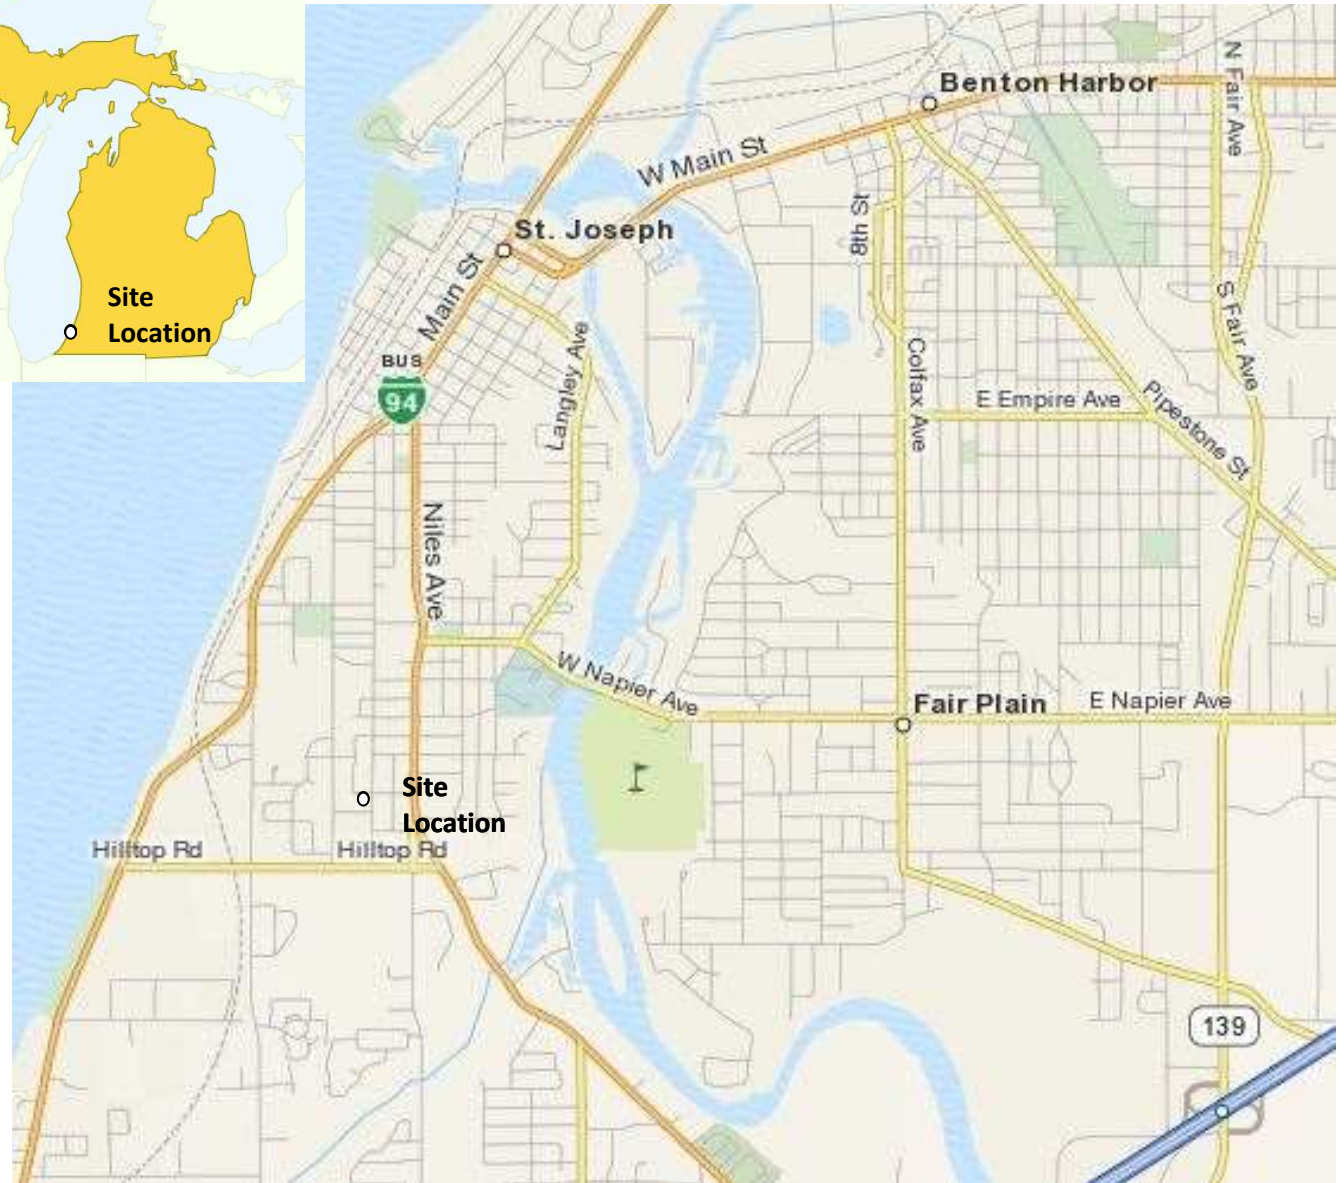 Site
Location
Benton Harbor
N Fair Ave
W Main St
8th St
St. Joseph
Main St
S Fair Ave
BUS
94
Langley Ave
Colfax Ave
E Empire Ave
Pipestone St
Niles Ave
W Napier Ave
Fair Plain
E Napier Ave
Site
Location
Hilltop Rd
Hilltop Rd
139